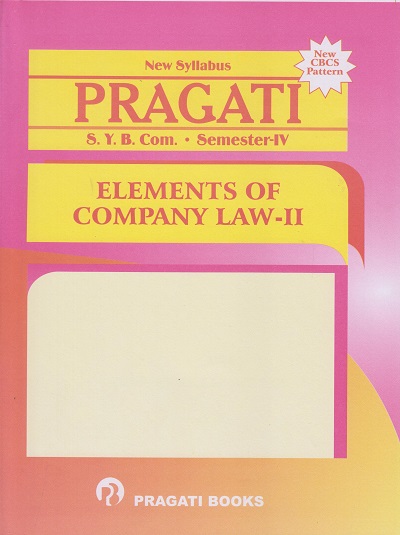 New Syllabus
New
CBCS
Pattern
PRAGATI
S. Y. B. Com. • Semester-IV
ELEMENTS OF
COMPANY LAW-II
PRAGATI BOOKS